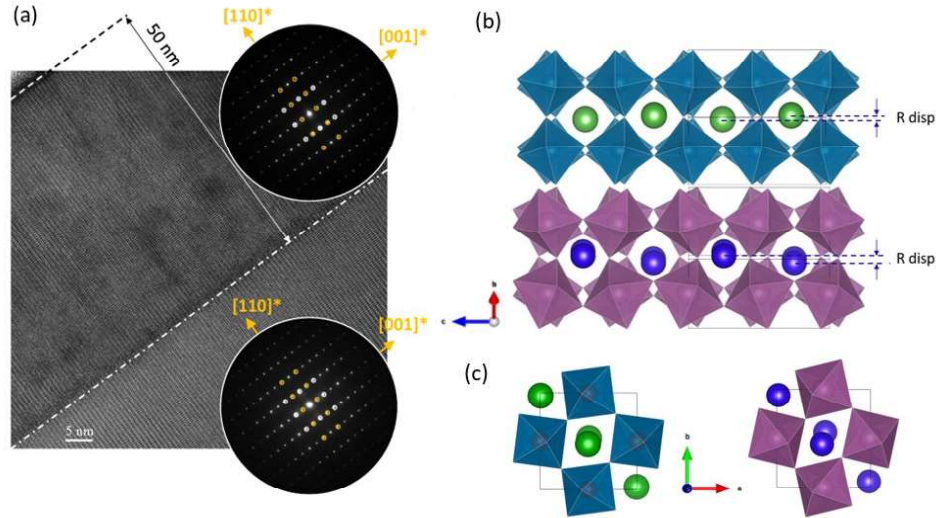 (a)
[110]*
[001]*
50 nm
[110]*
[001]*
5 nm
(b)
R disp
R disp
b
c
(c)
b
a